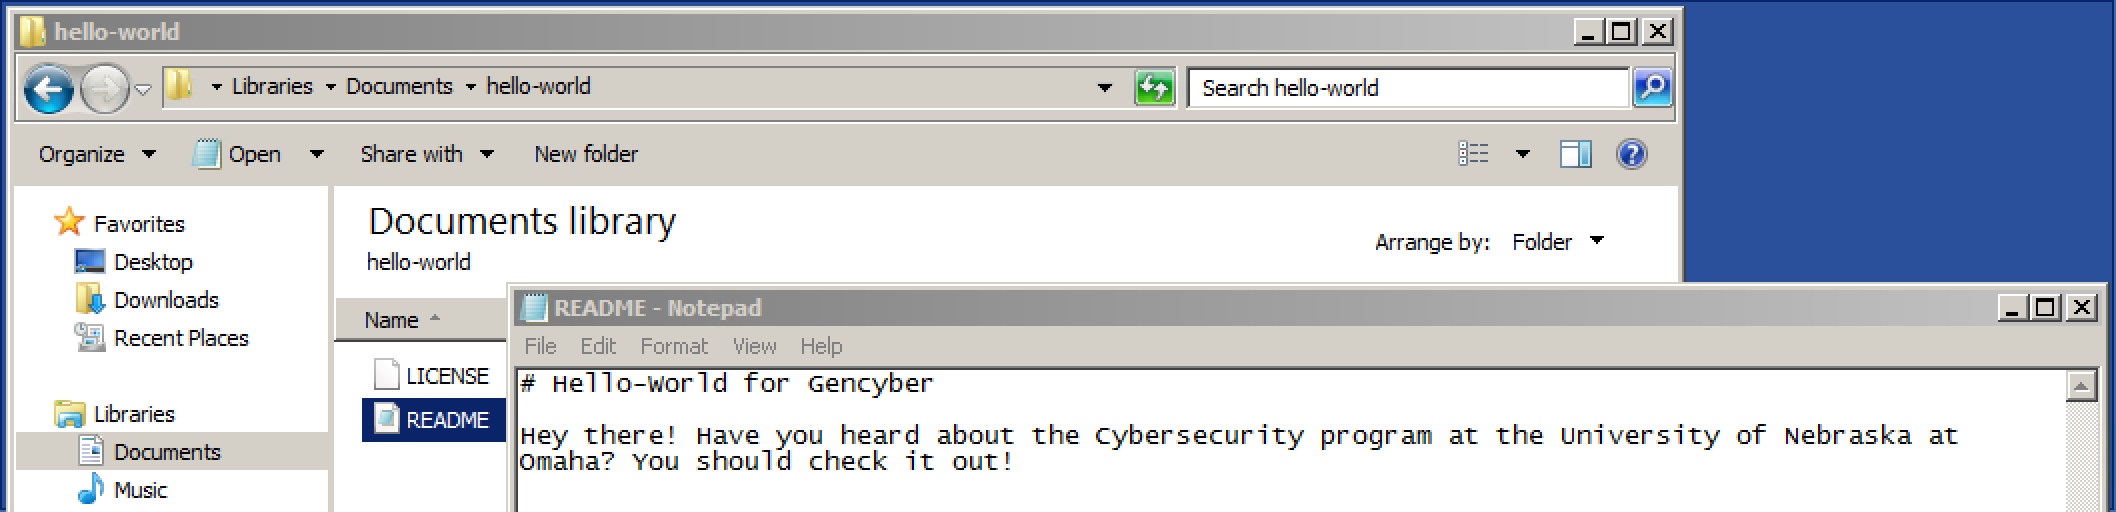 hello-world
Libraries Documents hello-world
Search hello-world
Organize Open Share with New folder
Favorites
Desktop
Downloads
Recent Places
Libraries
Documents
Music
Documents library
hello-world
Arrange by: Folder
Name
LICENSE
README
README - Notepad
File Edit Format View Help
# Hello-World for Gencyber
Hey there! Have you heard about the Cybersecurity program at the University of Nebraska at
Omaha? You should check it out!